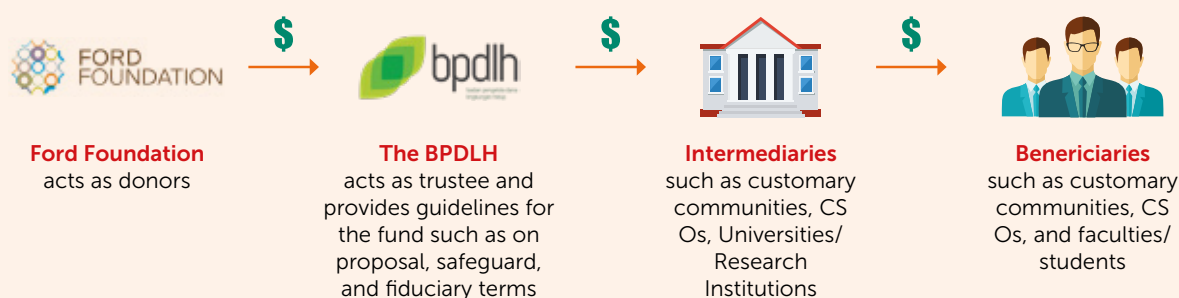 $ $ $
FORD
FOUNDATION
bpdlh
Ford Foundation
acts as donors
The BPDLH
acts as trustee and
provides guidelines for
the fund such as on
proposal, safeguard,
and fiduciary terms
Intermediaries
such as customary
communities, CS
Os, Universities/
Research
Institutions
Benericiaries
such as customary
communities, CS
Os, and faculties/
students